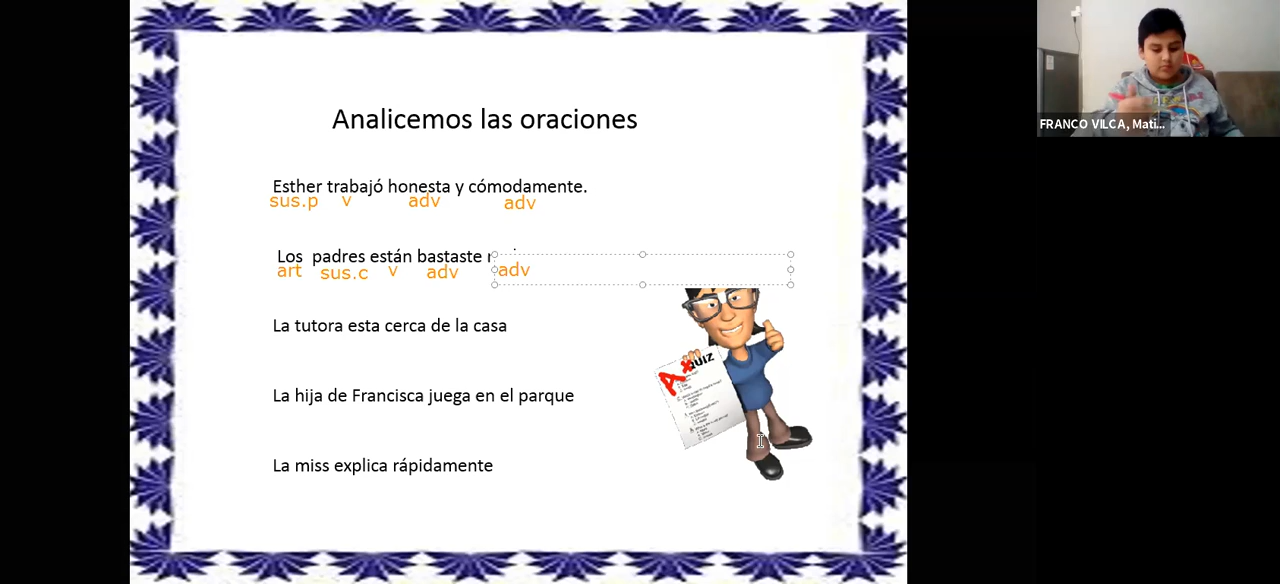 Analicemos las oraciones
Esther trabajó honesta y cómodamente.
sus.p v adv adv
Los padres están bastaste
art sus.c v adv adv
La tutora esta cerca de la casa
La hija de Francisca juega en el parque
La miss explica rápidamente
A+
QUIZ
FRANCO VILCA, Mati...